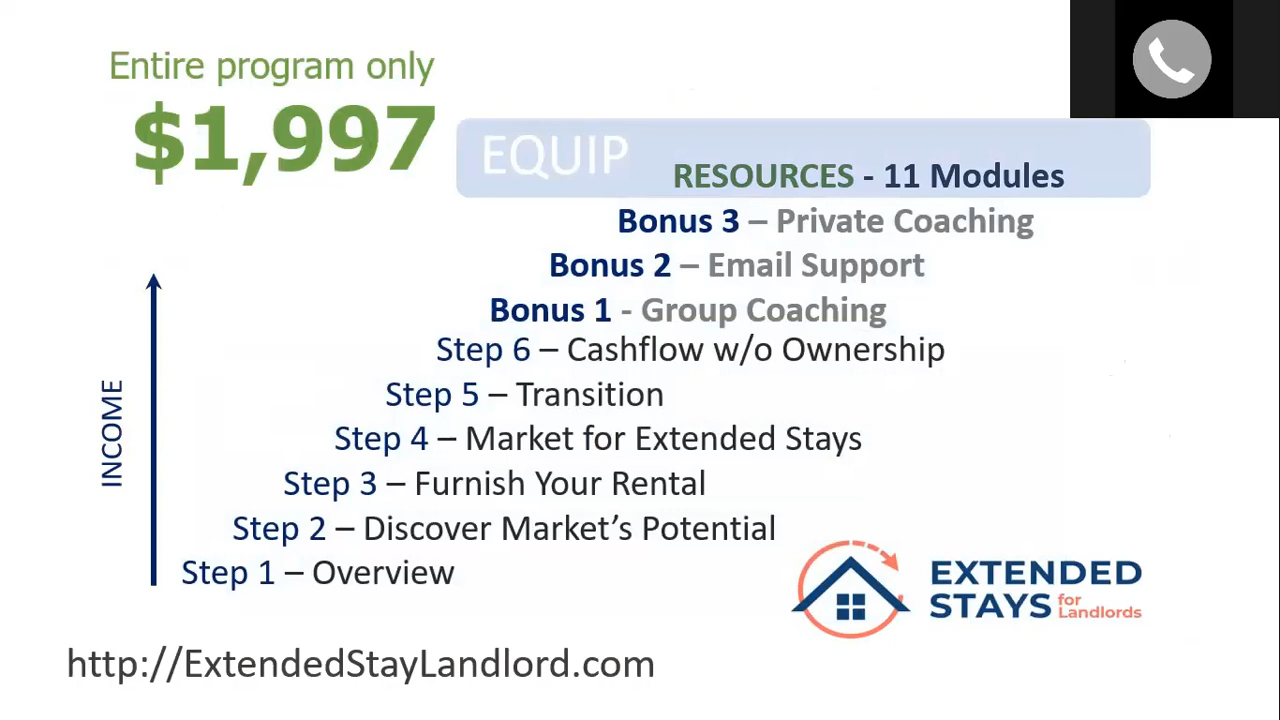 Entire program only
$1,997
EQUIP
RESOURCES - 11 Modules
Bonus 3 – Private Coaching
Bonus 2 – Email Support
Bonus 1 - Group Coaching
Step 6 – Cashflow w/o Ownership
Step 5 – Transition
Step 4 – Market for Extended Stays
Step 3 – Furnish Your Rental
Step 2 – Discover Market’s Potential
Step 1 – Overview
INCOME
EXTENDED
STAYS for Landlords
http://ExtendedStayLandlord.com